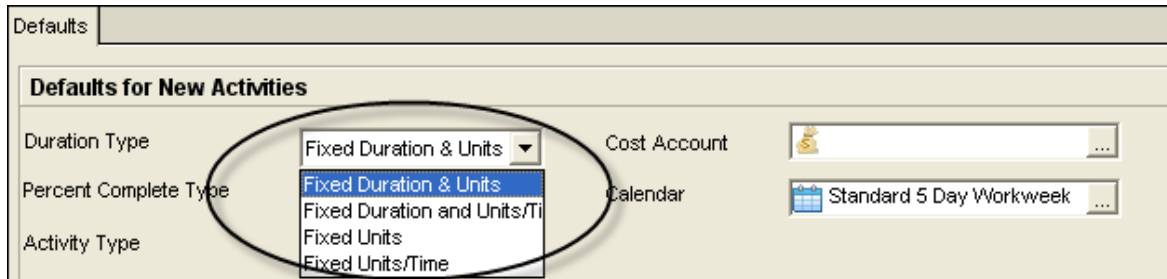 Defaults
Defaults for New Activities
Duration Type
Fixed Duration & Units
Cost Account
...
Percent Complete Type
Fixed Duration & Units
Calendar
Standard 5 Day Workweek
...
Fixed Duration and Units/Ti
Activity Type
Fixed Units
Fixed Units/Time